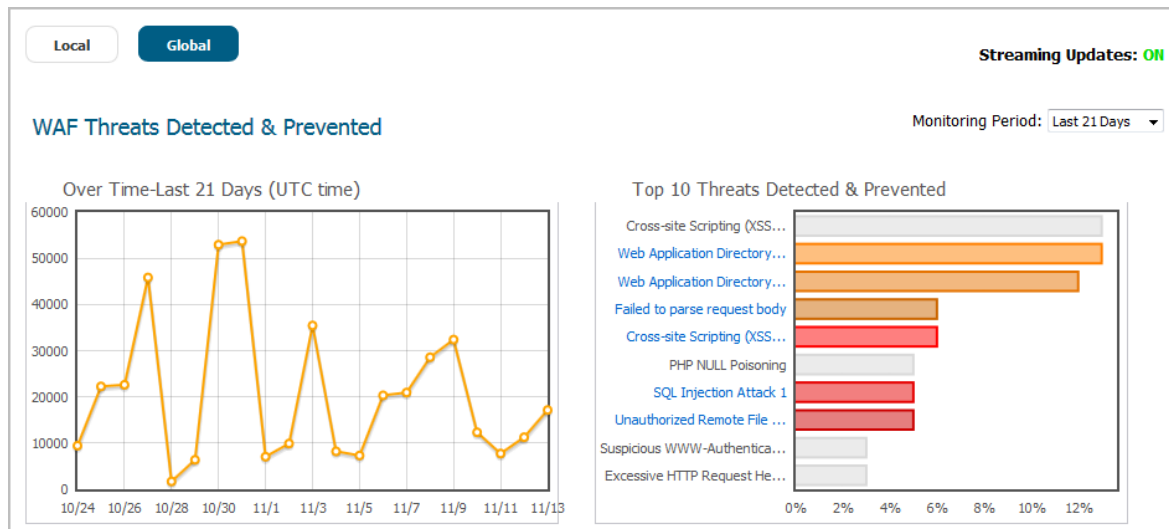 Local
Global
Streaming Updates: ON
WAF Threats Detected & Prevented
Monitoring Period: Last 21 Days
Over Time-Last 21 Days (UTC time)
60000
50000
40000
30000
20000
10000
0
10/24 10/26 10/28 10/30 11/1 11/3 11/5 11/7 11/9 11/11 11/13
Top 10 Threats Detected & Prevented
Cross-site Scripting (XSS...
Web Application Directory...
Web Application Directory...
Failed to parse request body
Cross-site Scripting (XSS...
PHP NULL Poisoning
SQL Injection Attack 1
Unauthorized Remote File ...
Suspicious WWW-Authentica...
Excessive HTTP Request He...
0% 2% 4% 6% 8% 10% 12%